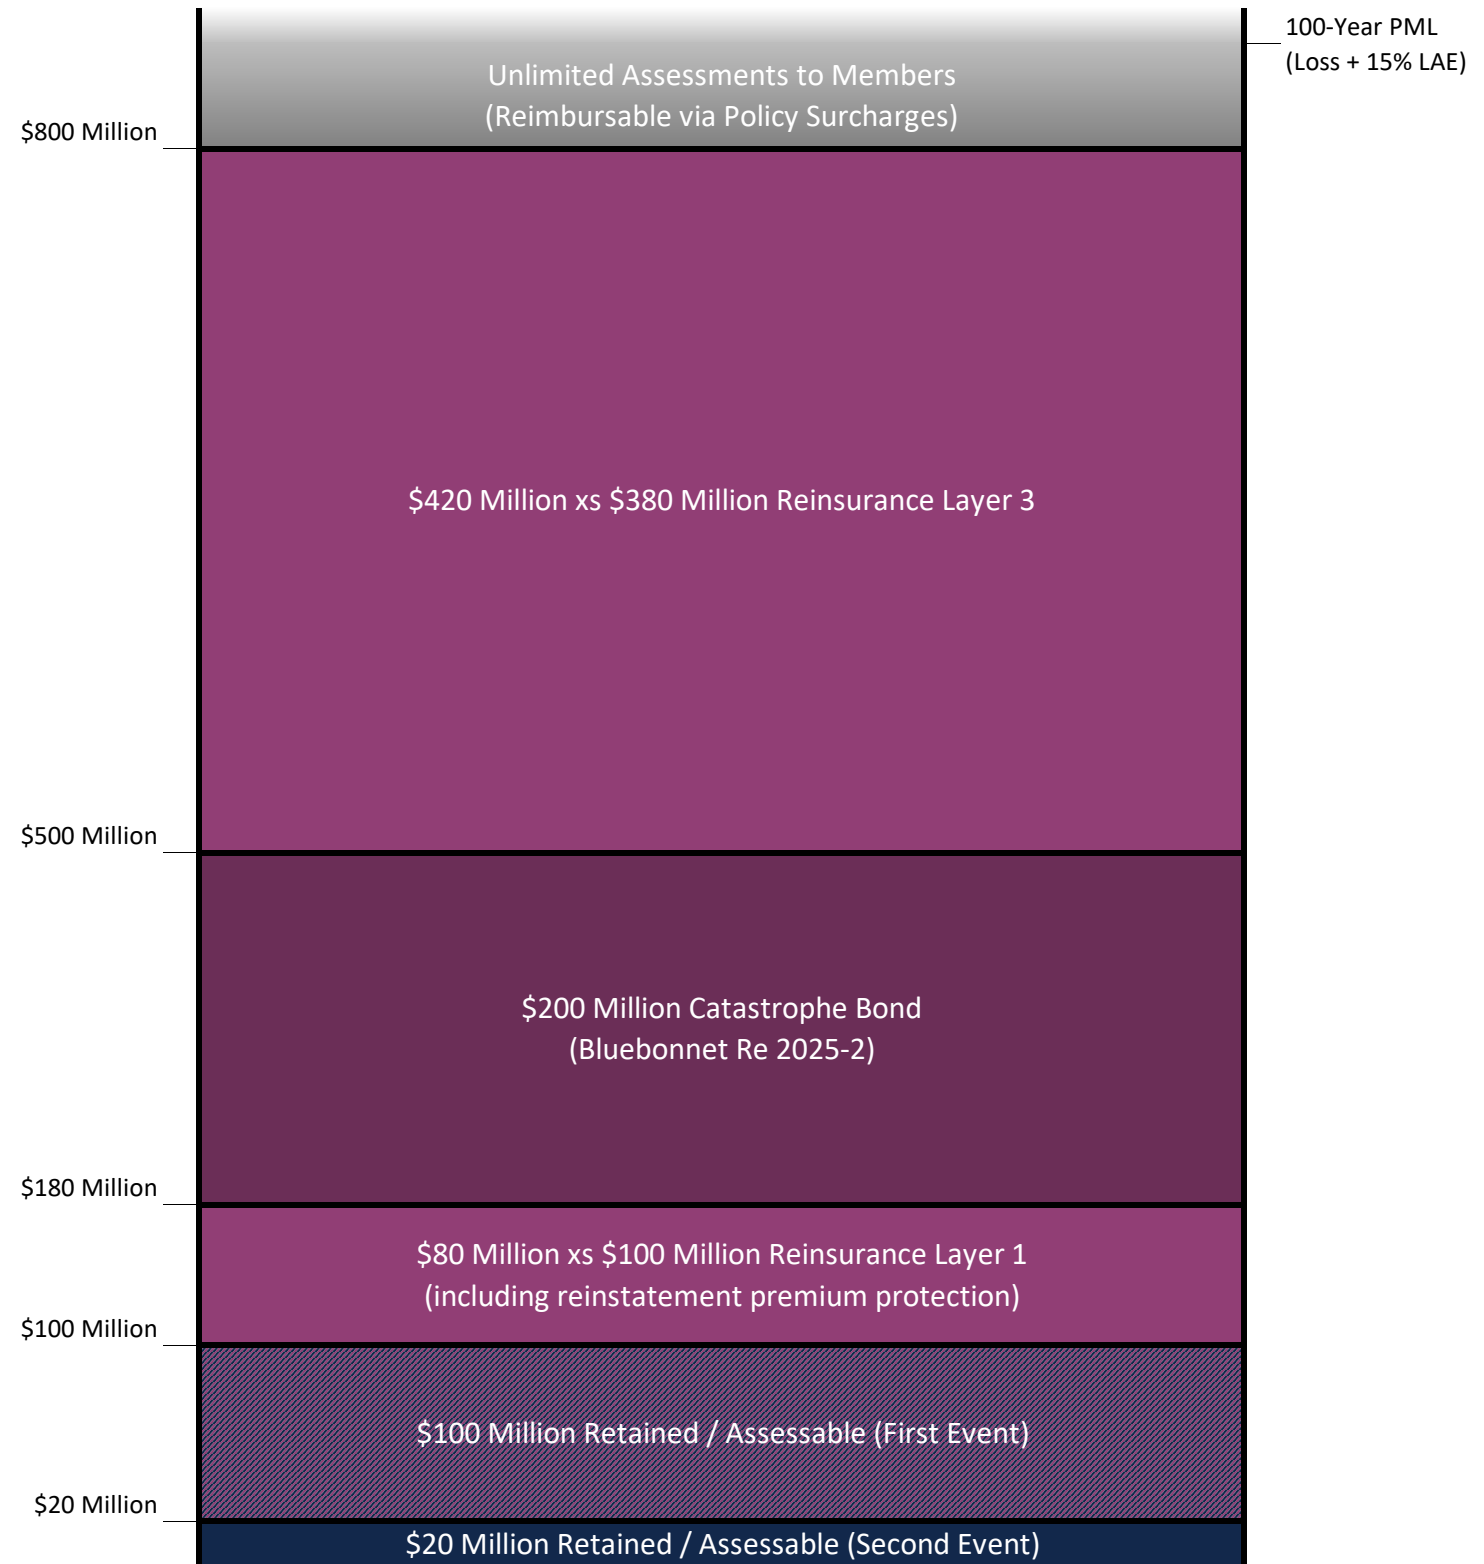 100-Year PML
(Loss + 15% LAE)
Unlimited Assessments to Members
(Reimbursable via Policy Surcharges)
$800 Million
$420 Million xs $380 Million Reinsurance Layer 3
$500 Million
$200 Million Catastrophe Bond
(Bluebonnet Re 2025-2)
$180 Million
$80 Million xs $100 Million Reinsurance Layer 1
(including reinstatement premium protection)
$100 Million
$100 Million Retained / Assessable (First Event)
$20 Million
$20 Million Retained / Assessable (Second Event)